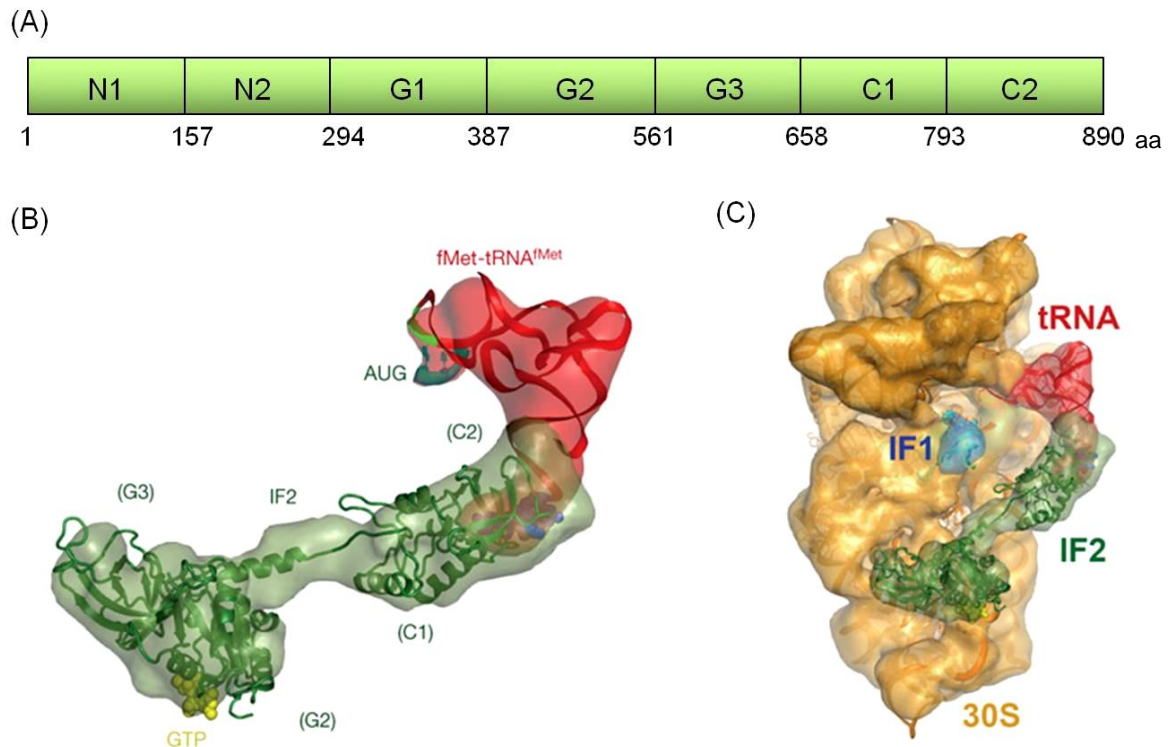 (A)
N1 N2 G1 G2 G3 C1 C2
1 157 294 387 561 658 793 890 aa
(B)
(C)
fMet-tRNAfMet
AUG
(C2)
(G3)
IF2
(C1)
(G2)
GTP
tRNA
IF1
IF2
30S